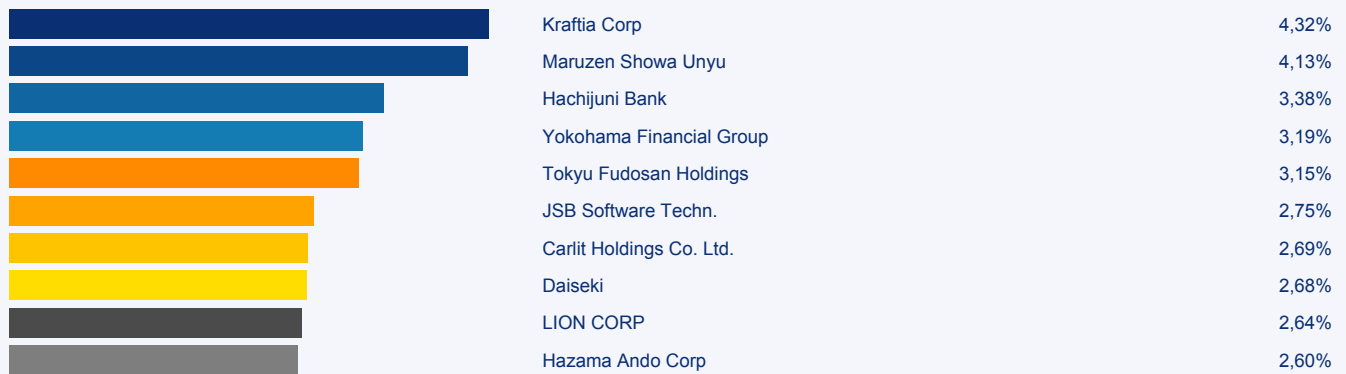 Kraftia Corp 4,32%
Maruzen Showa Unyu 4,13%
Hachijuni Bank 3,38%
Yokohama Financial Group 3,19%
Tokyu Fudosan Holdings 3,15%
JSB Software Techn. 2,75%
Carlit Holdings Co. Ltd. 2,69%
Daiseki 2,68%
LION CORP 2,64%
Hazama Ando Corp 2,60%